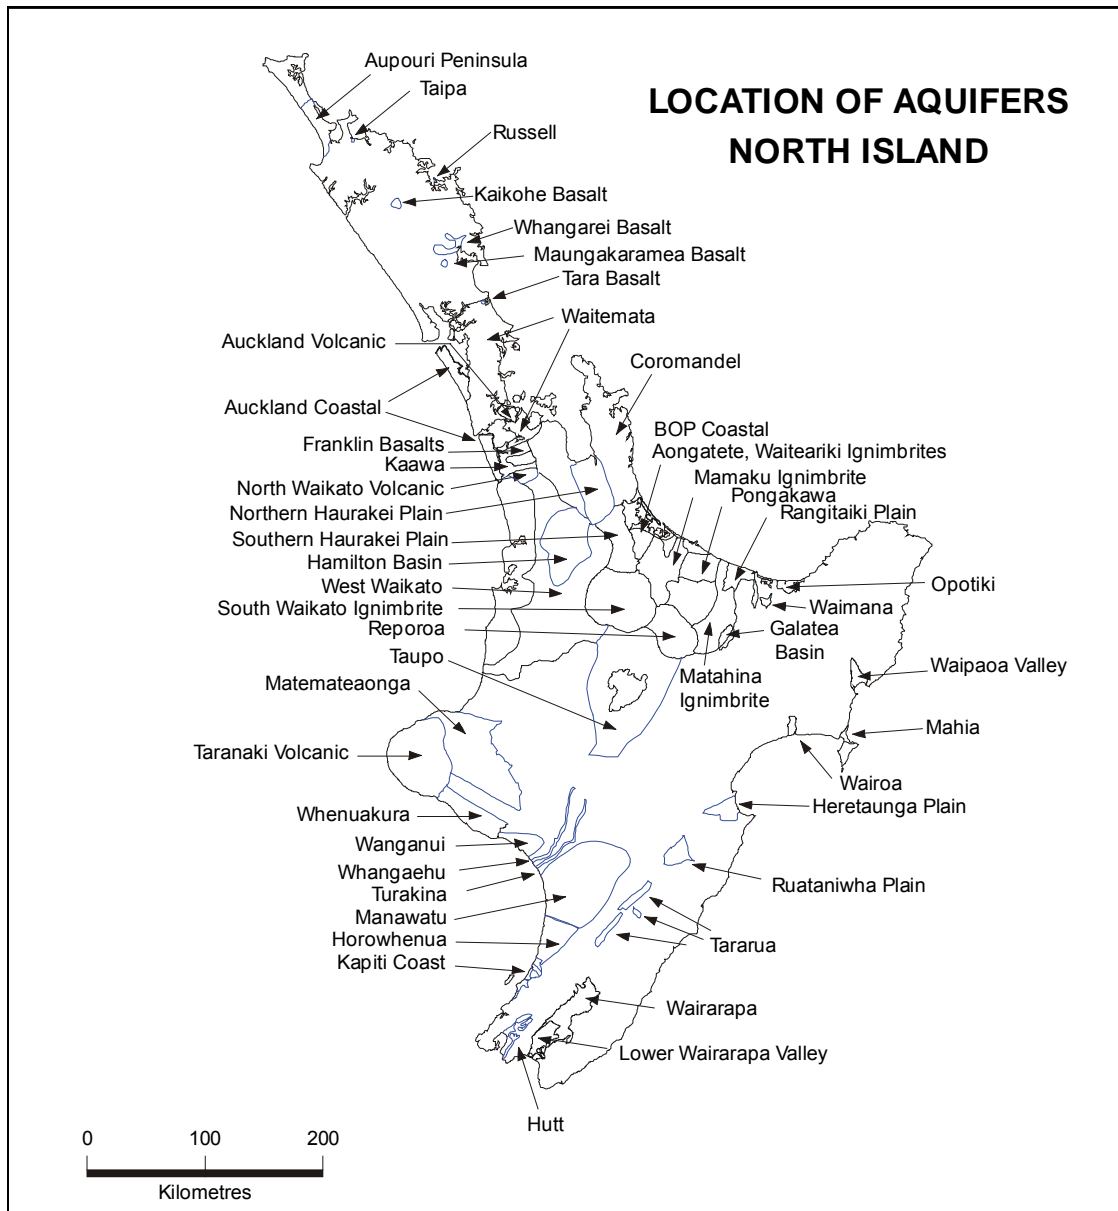 Aupouri Peninsula
Taipa
LOCATION OF AQUIFERS
NORTH ISLAND
Russell
Kaikohe Basalt
Whangarei Basalt
Maungakaramea Basalt
Tara Basalt
Waitemata
Auckland Volcanic
Coromandel
Auckland Coastal
BOP Coastal
Franklin Basalts
Aongatete, Waiteariki Ignimbrites
Kaawa
Mamaku Ignimbrite
North Waikato Volcanic
Pongakawa
Northern Haurakei Plain
Rangitaiki Plain
Southern Haurakei Plain
Hamilton Basin
West Waikato
Opotiki
South Waikato Ignimbrite
Waimana
Reporoa
Galatea
Basin
Taupo
Waipaoa Valley
Matahina
Ignimbrite
Matemateaonga
Mahia
Taranaki Volcanic
Wairoa
Heretaunga Plain
Whenuakura
Wanganui
Whangaehu
Ruataniwha Plain
Turakina
Manawatu
Horowhenua
Tararua
Kapiti Coast
Wairarapa
Lower Wairarapa Valley
Hutt
0 100 200
Kilometres